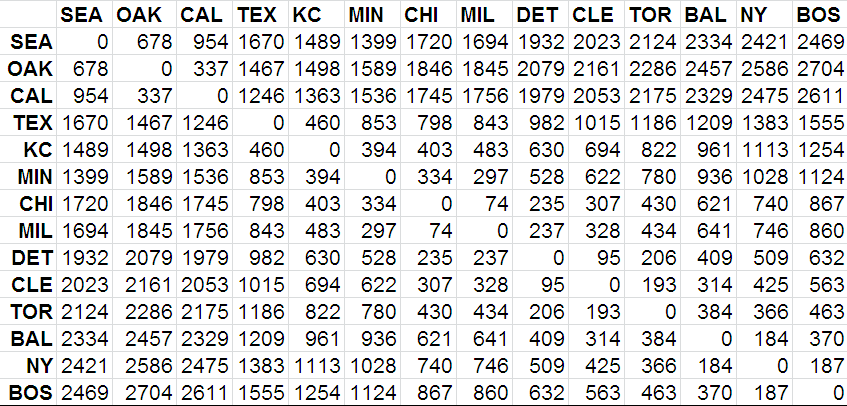 SEA OAK CAL TEX KC MIN CHI MIL DET CLE TOR BAL NY BOS
SEA 0 678 954 1670 1489 1399 1720 1694 1932 2023 2124 2334 2421 2469
OAK 678 0 337 1467 1498 1589 1846 1845 2079 2161 2286 2457 2586 2704
CAL 954 337 0 1246 1363 1536 1745 1756 1979 2053 2175 2329 2475 2611
TEX 1670 1467 1246 0 460 853 798 843 982 1015 1186 1209 1383 1555
KC 1489 1498 1363 460 0 394 403 483 630 694 822 961 1113 1254
MIN 1399 1589 1536 853 394 0 334 297 528 622 780 936 1028 1124
CHI 1720 1846 1745 798 403 334 0 74 235 307 430 621 740 867
MIL 1694 1845 1756 843 483 297 74 0 237 328 434 641 746 860
DET 1932 2079 1979 982 630 528 235 237 0 95 206 409 509 632
CLE 2023 2161 2053 1015 694 622 307 328 95 0 193 314 425 563
TOR 2124 2286 2175 1186 822 780 430 434 206 193 0 384 366 463
BAL 2334 2457 2329 1209 961 936 621 641 409 314 384 0 184 370
NY 2421 2586 2475 1383 1113 1028 740 746 509 425 366 184 0 187
BOS 2469 2704 2611 1555 1254 1124 867 860 632 563 463 370 187 0